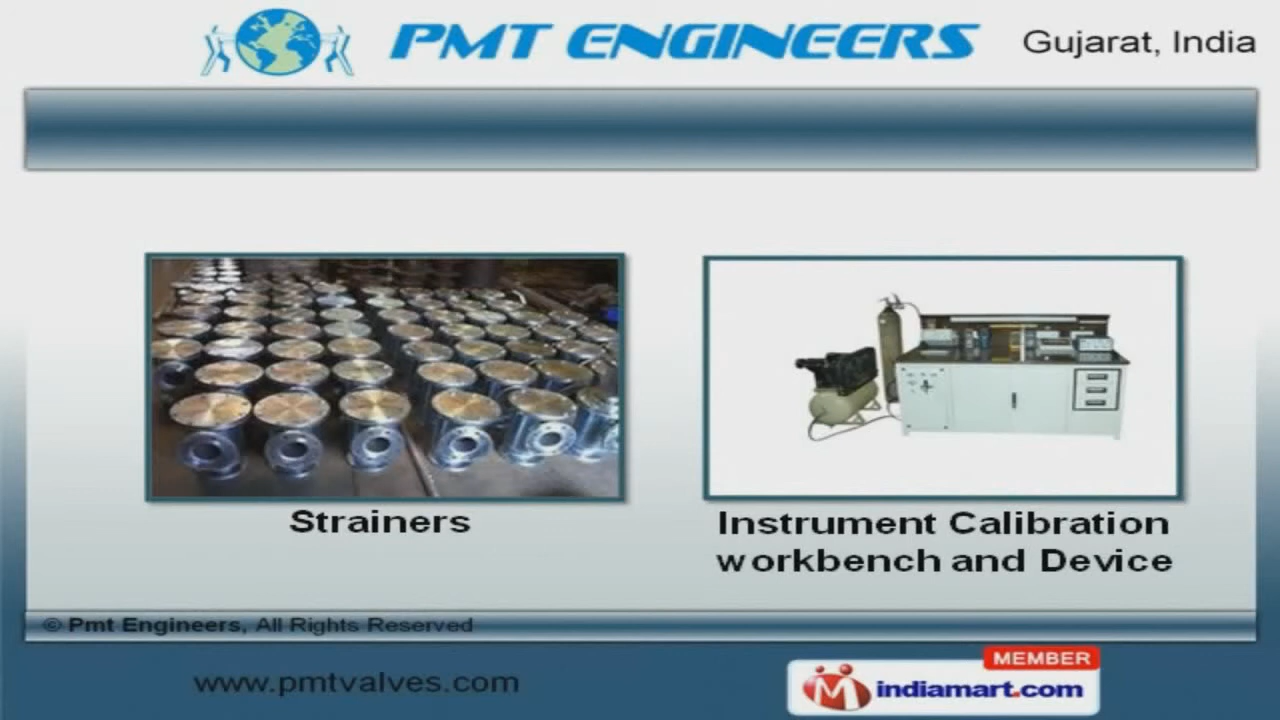 PMT ENGINEERS
Gujarat, India
Strainers
Instrument Calibration
workbench and Device
© Pmt Engineers, All Rights Reserved
www.pmtvalves.com
MEMBER
indiamart.com